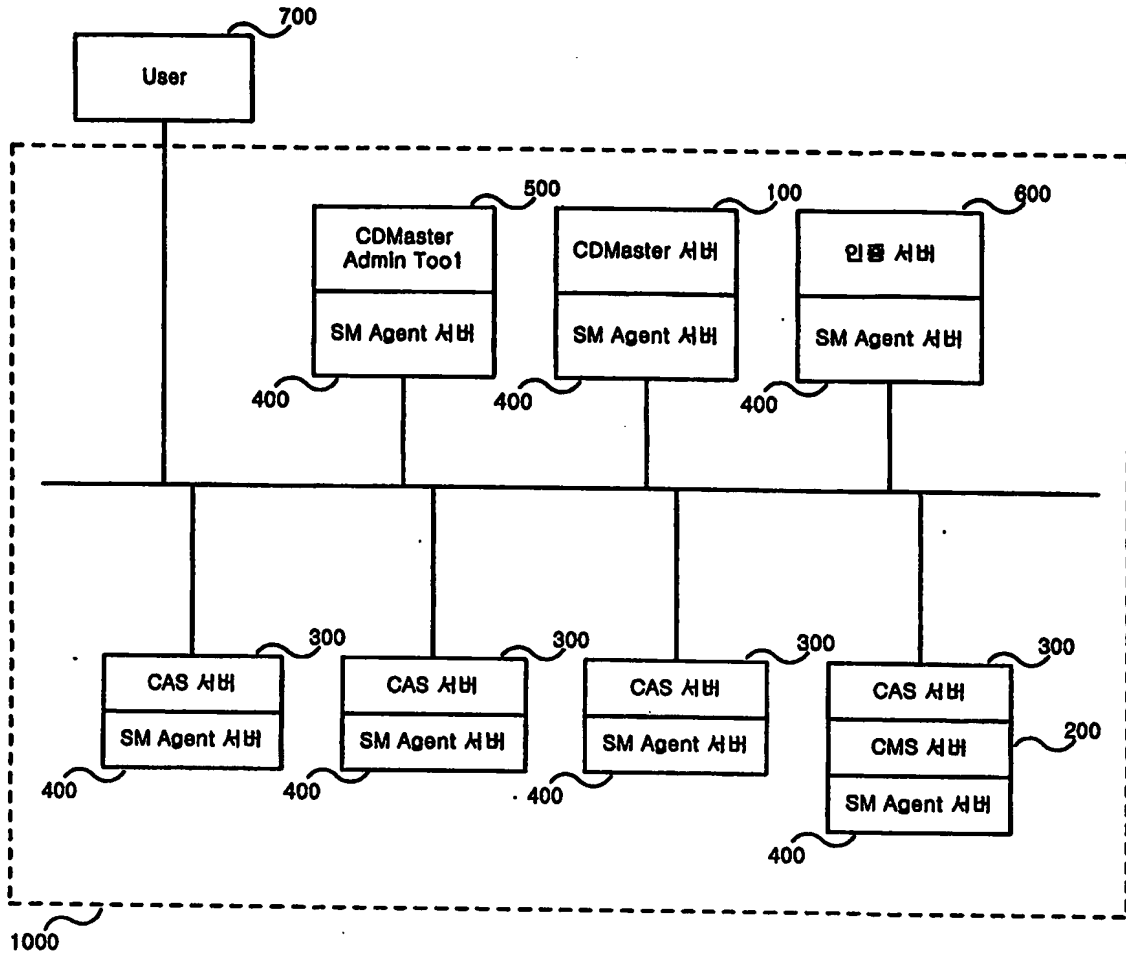 700
User
500
100
600
CDMaster
Admin Too1
CDMaster 서버
인증 서버
SM Agent 서버
SM Agent 서버
SM Agent 서버
400
400
400
300
300
300
300
CAS 서버
CAS 서버
CAS 서버
CAS 서버
SM Agent 서버
SM Agent 서버
SM Agent 서버
CMS 서버
200
400
400
400
SM Agent 서버
400
1000